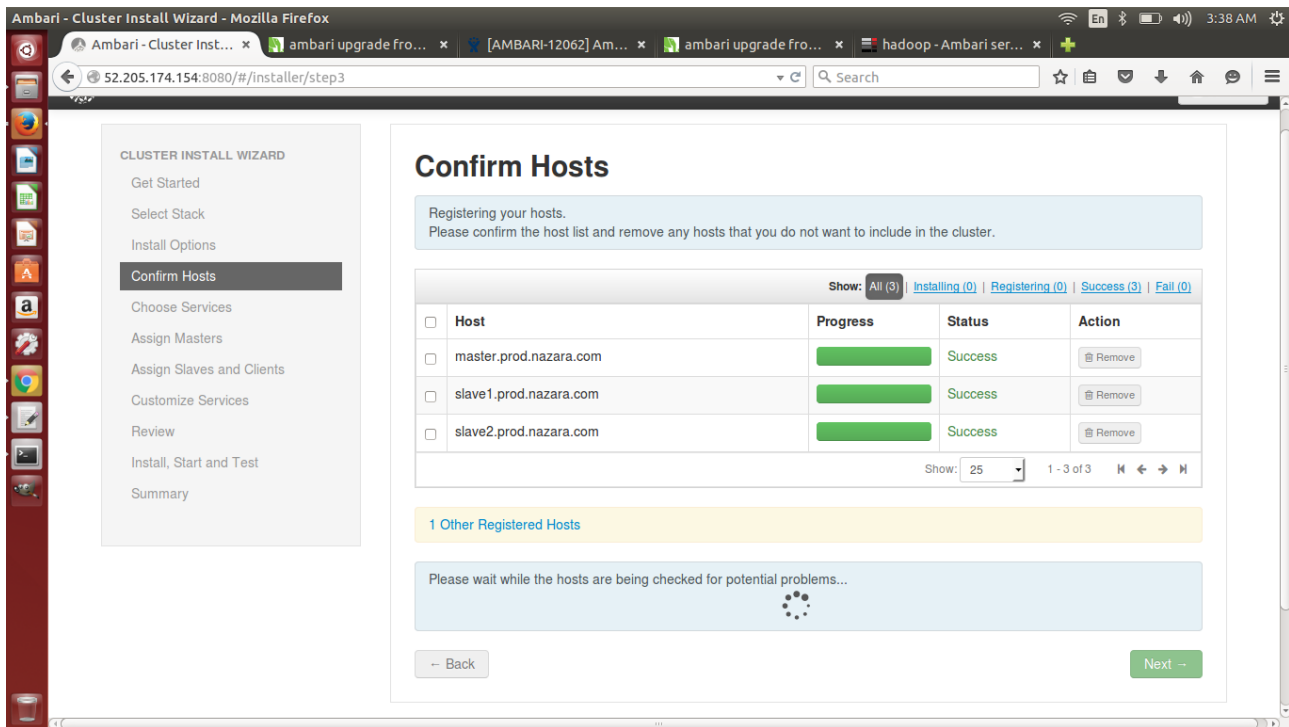 Ambari - Cluster Install Wizard - Mozilla Firefox
En 3:38 AM
Ambari - Cluster Inst... × ambari upgrade fro... × [AMBARI-12062] Am... × ambari upgrade fro... × hadoop - Ambari ser... ×
52.205.174.154:8080/#/installer/step3 Search
CLUSTER INSTALL WIZARD
Get Started
Select Stack
Install Options
Confirm Hosts
Choose Services
Assign Masters
Assign Slaves and Clients
Customize Services
Review
Install, Start and Test
Summary
Confirm Hosts
Registering your hosts.
Please confirm the host list and remove any hosts that you do not want to include in the cluster.
Show: All (3) | Installing (0) | Registering (0) | Success (3) | Fail (0)
Host Progress Status Action
master.prod.nazara.com Success Remove
slave1.prod.nazara.com Success Remove
slave2.prod.nazara.com Success Remove
Show: 25 1 - 3 of 3
1 Other Registered Hosts
Please wait while the hosts are being checked for potential problems...
← Back
Next →